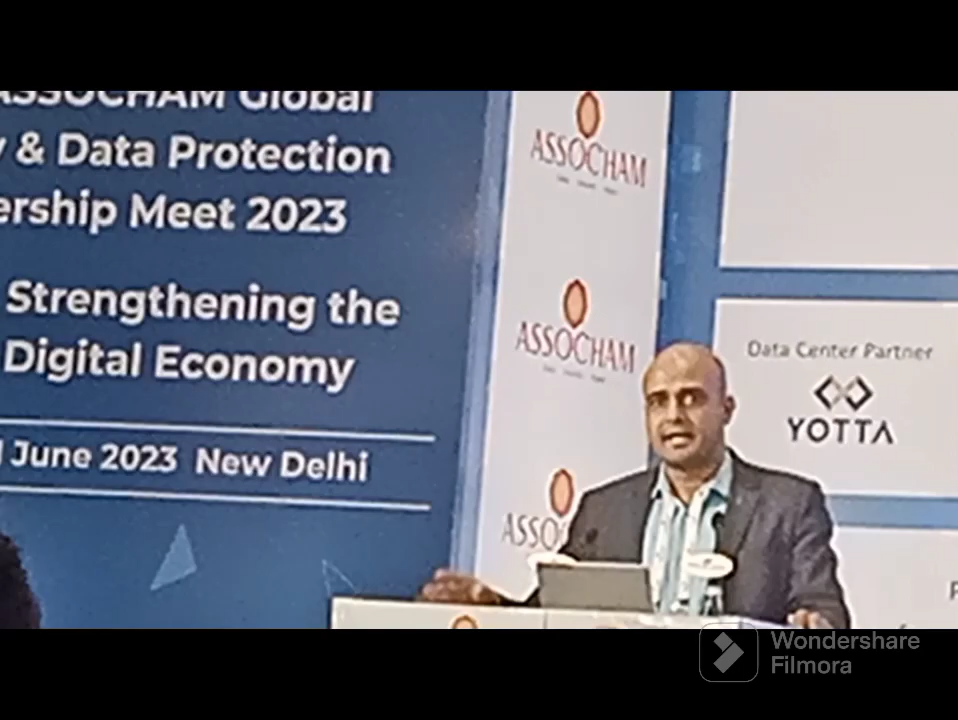 ASSOCHAM Global
& Data Protection
ership Meet 2023
Strengthening the
Digital Economy
June 2023 New Delhi
ASSOCHAM
ASSOCHAM
ASSOC
Data Center Partner
YOTTA
Wondershare
Filmora